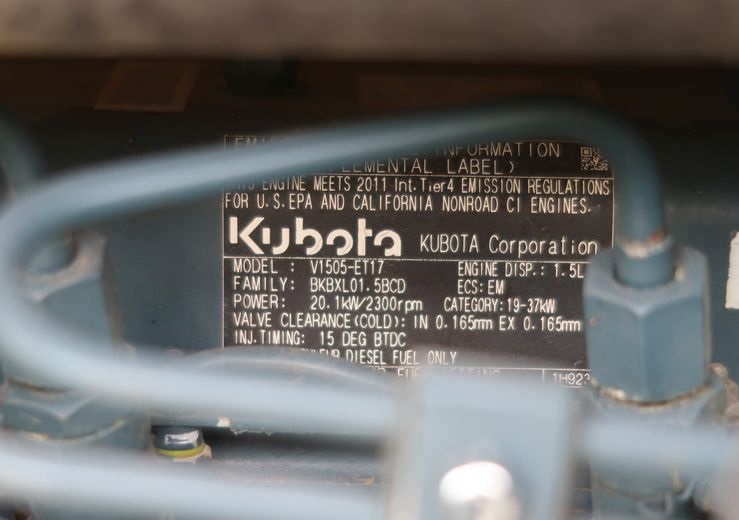 INFORMATION
LEMENTAL LABEL)
ENGINE MEETS 2011 Int.Tier4 EMISSION REGULATIONS
FOR U.S.EPA AND CALIFORNIA NONROAD CI ENGINES.
Kubota KUBOTA Corporation
MODEL : V1505-ET17 ENGINE DISP.: 1.5L
FAMILY: BKBXL01.5BCD ECS: EM
POWER: 20.1kW/2300rpm CATEGORY: 19-37kW
VALVE CLEARANCE(COLD): IN 0.165mm EX 0.165mm
INJ.TIMING: 15 DEG BTDC
DIESEL FUEL ONLY
1H923